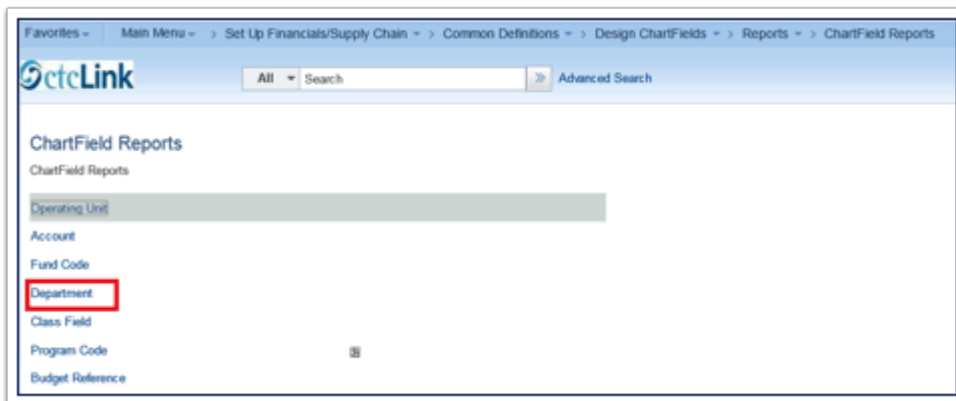 Favorites Main Menu > Set Up Financials/Supply Chain > Common Definitions > Design ChartFields > Reports > ChartField Reports
ctcLink All Search >> Advanced Search
ChartField Reports
ChartField Reports
Operating Unit
Account
Fund Code
Department
Class Field
Program Code
Budget Reference